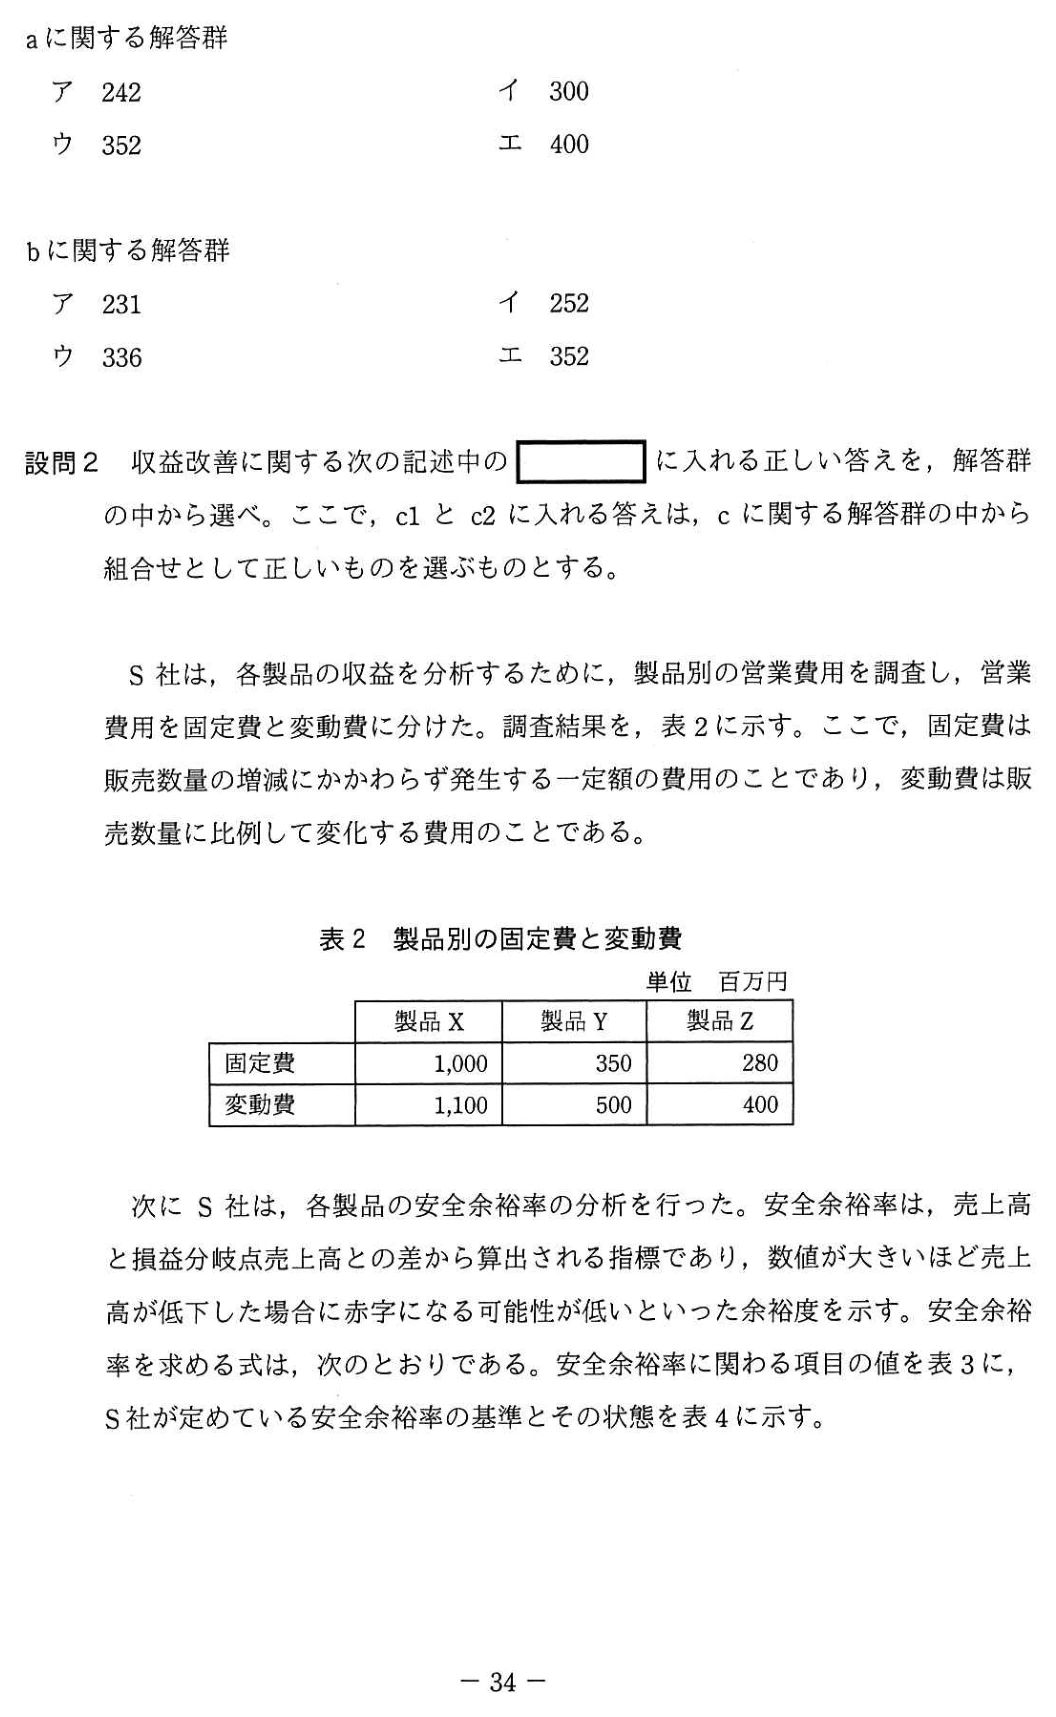 aに関する解答群
ア 242 イ 300
ウ 352 エ 400
bに関する解答群
ア 231 イ 252
ウ 336 エ 352
設問2 収益改善に関する次の記述中の に入れる正しい答えを，解答群
の中から選べ。ここで，c1 と c2 に入れる答えは，c に関する解答群の中から
組合せとして正しいものを選ぶものとする。
S 社は，各製品の収益を分析するために，製品別の営業費用を調査し，営業
費用を固定費と変動費に分けた。調査結果を，表2に示す。ここで，固定費は
販売数量の増減にかかわらず発生する一定額の費用のことであり，変動費は販
売数量に比例して変化する費用のことである。
表2 製品別の固定費と変動費
単位 百万円
製品 X 製品 Y 製品 Z
固定費 1,000 350 280
変動費 1,100 500 400
次に S 社は，各製品の安全余裕率の分析を行った。安全余裕率は，売上高
と損益分岐点売上高との差から算出される指標であり，数値が大きいほど売上
高が低下した場合に赤字になる可能性が低いといった余裕度を示す。安全余裕
率を求める式は，次のとおりである。安全余裕率に関わる項目の値を表3に，
S社が定めている安全余裕率の基準とその状態を表4に示す。
－ 34 －